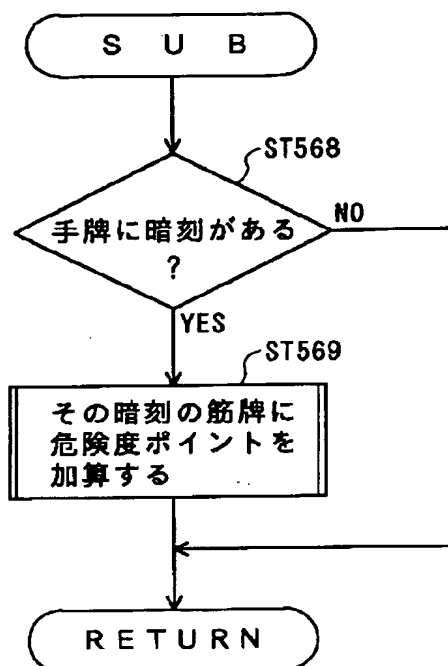 SUB
ST568
手牌に暗刻がある
?
NO
YES
ST569
その暗刻の筋牌に
危険度ポイントを
加算する
RETURN